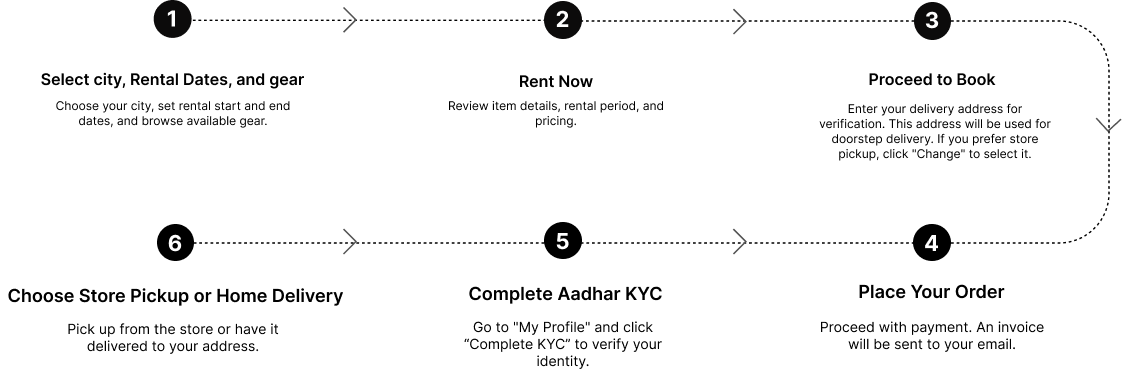 1
Select city, Rental Dates, and gear
Choose your city, set rental start and end
dates, and browse available gear.
2
Rent Now
Review item details, rental period, and
pricing.
3
Proceed to Book
Enter your delivery address for
verification. This address will be used for
doorstep delivery. If you prefer store
pickup, click "Change" to select it.
4
Place Your Order
Proceed with payment. An invoice
will be sent to your email.
5
Complete Aadhar KYC
Go to "My Profile" and click
“Complete KYC” to verify your
identity.
6
Choose Store Pickup or Home Delivery
Pick up from the store or have it
delivered to your address.